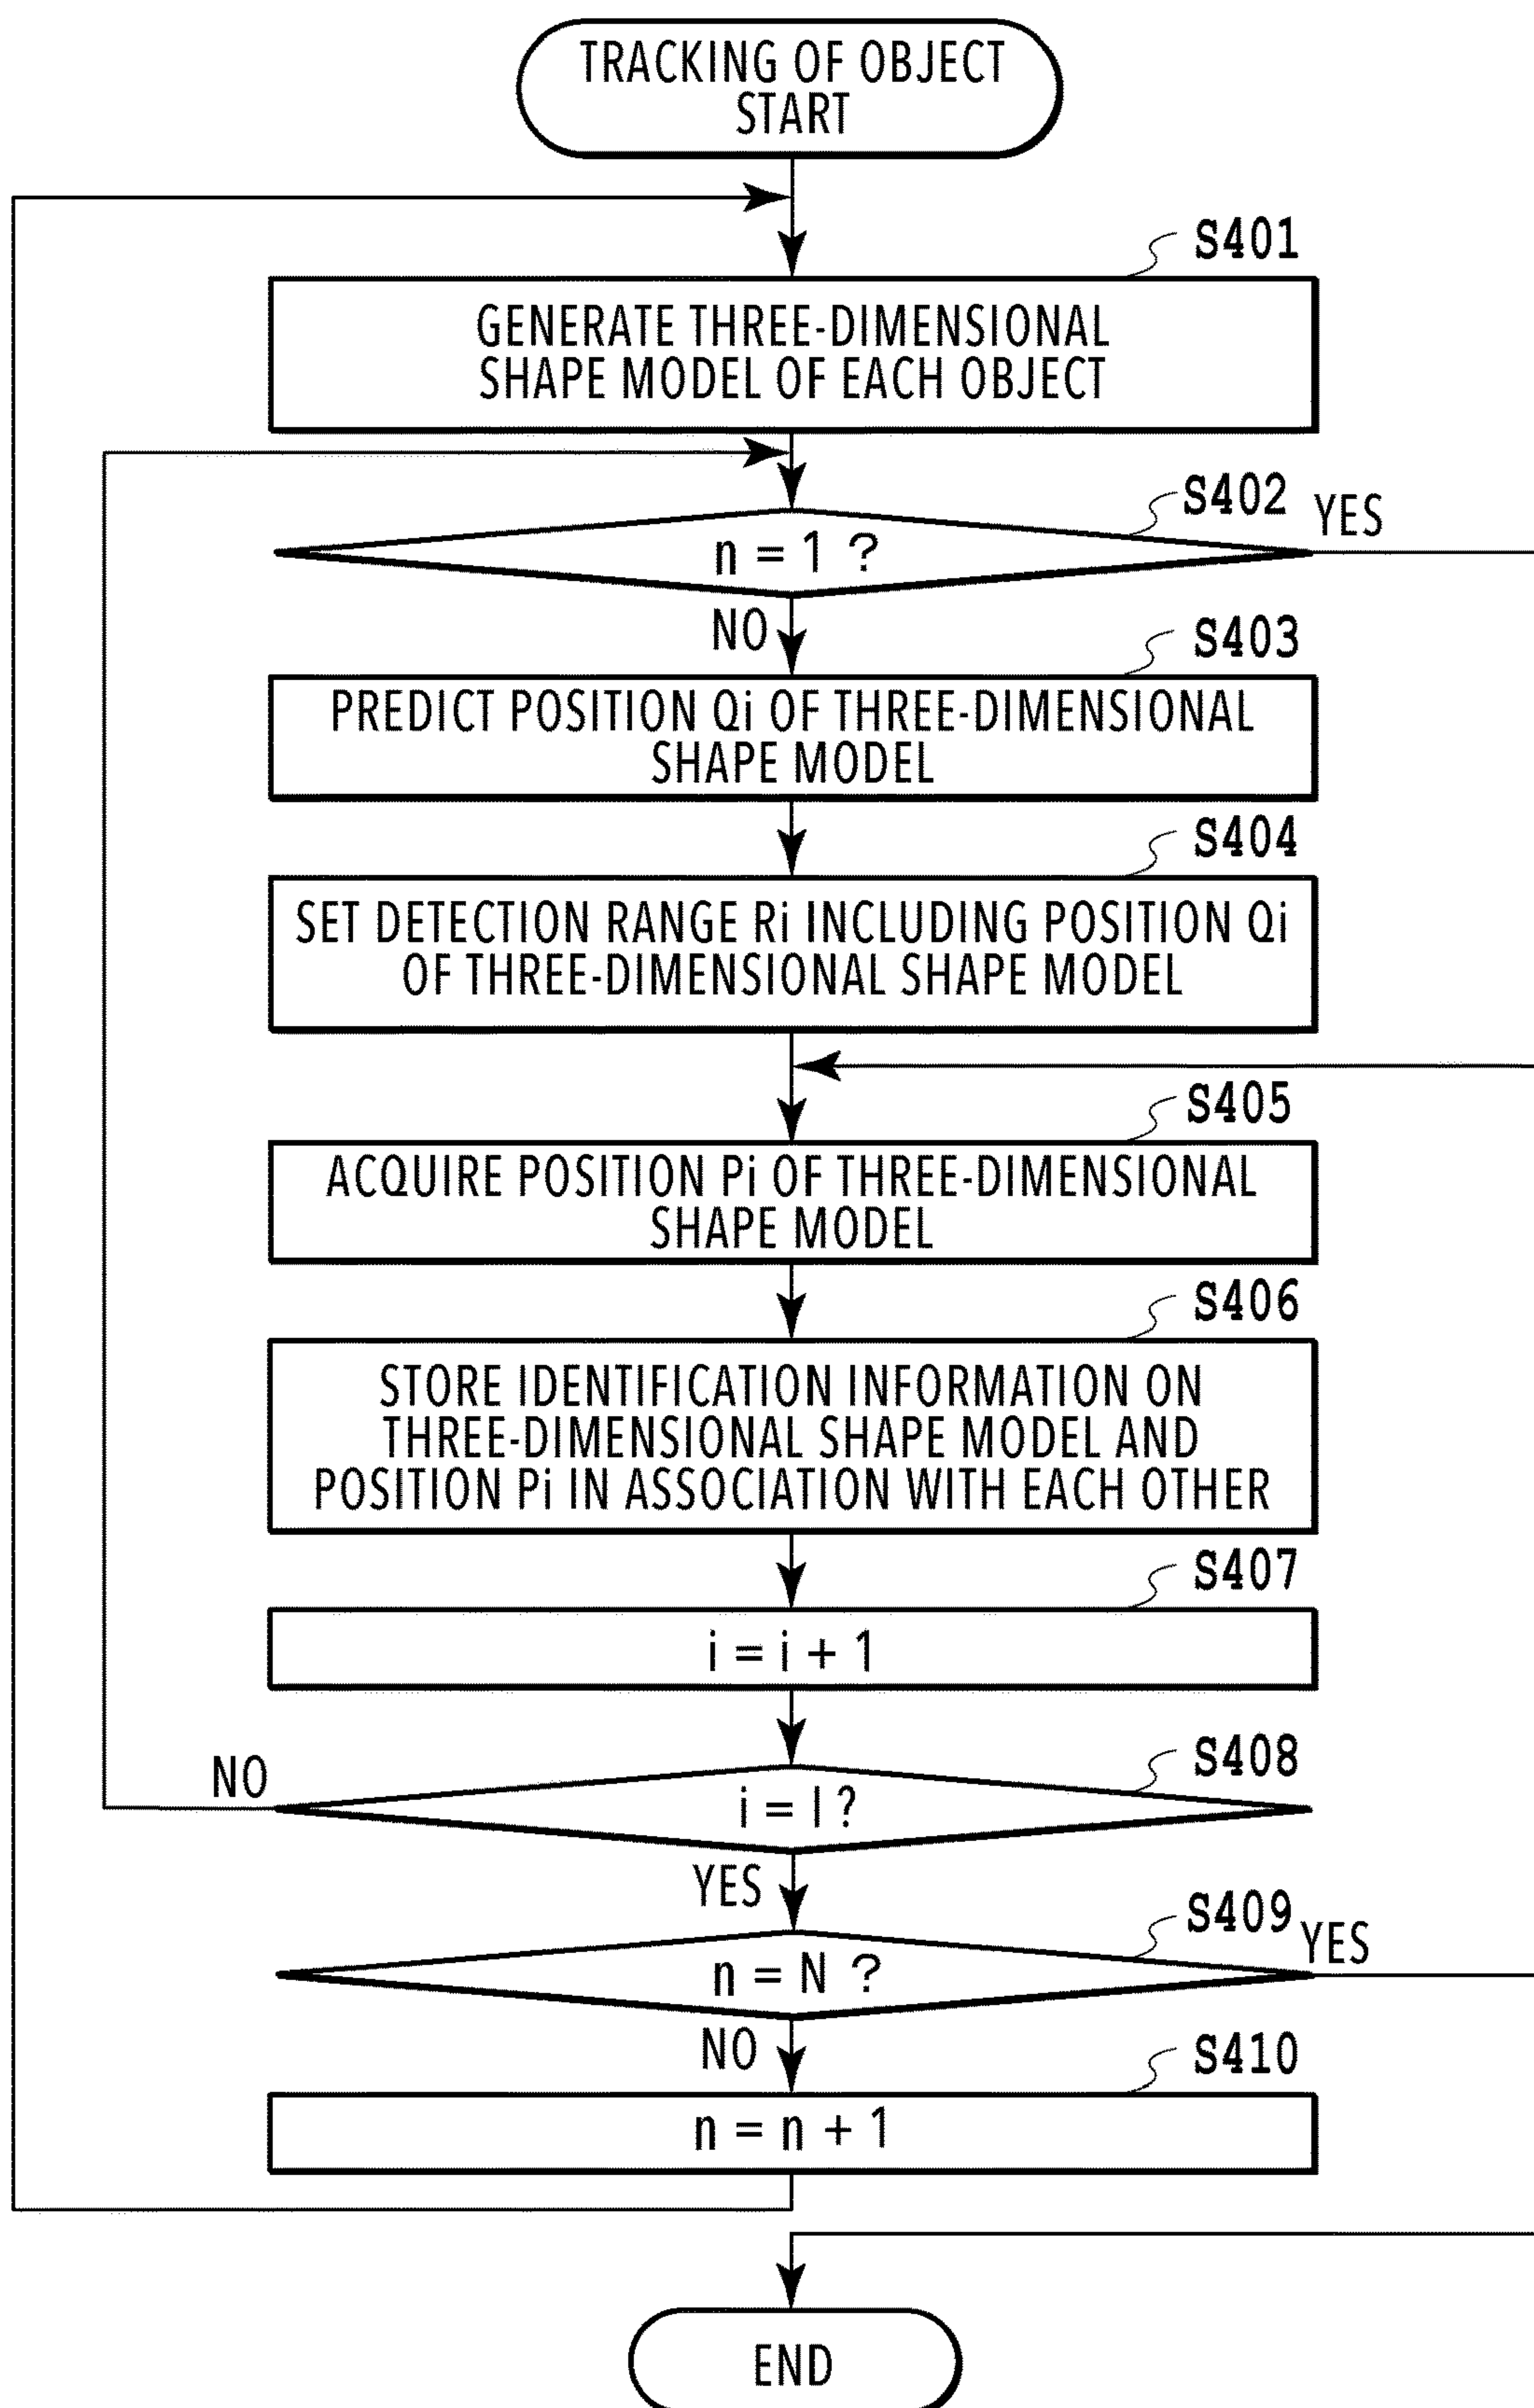 TRACKING OF OBJECT
START
S401
GENERATE THREE-DIMENSIONAL
SHAPE MODEL OF EACH OBJECT
S402
YES
n = 1 ?
NO
S403
PREDICT POSITION Qi OF THREE-DIMENSIONAL
SHAPE MODEL
S404
SET DETECTION RANGE Ri INCLUDING POSITION Qi
OF THREE-DIMENSIONAL SHAPE MODEL
S405
ACQUIRE POSITION Pi OF THREE-DIMENSIONAL
SHAPE MODEL
S406
STORE IDENTIFICATION INFORMATION ON
THREE-DIMENSIONAL SHAPE MODEL AND
POSITION Pi IN ASSOCIATION WITH EACH OTHER
S407
i = i + 1
S408
NO
i = I ?
YES
S409
YES
n = N ?
NO
S410
n = n + 1
END